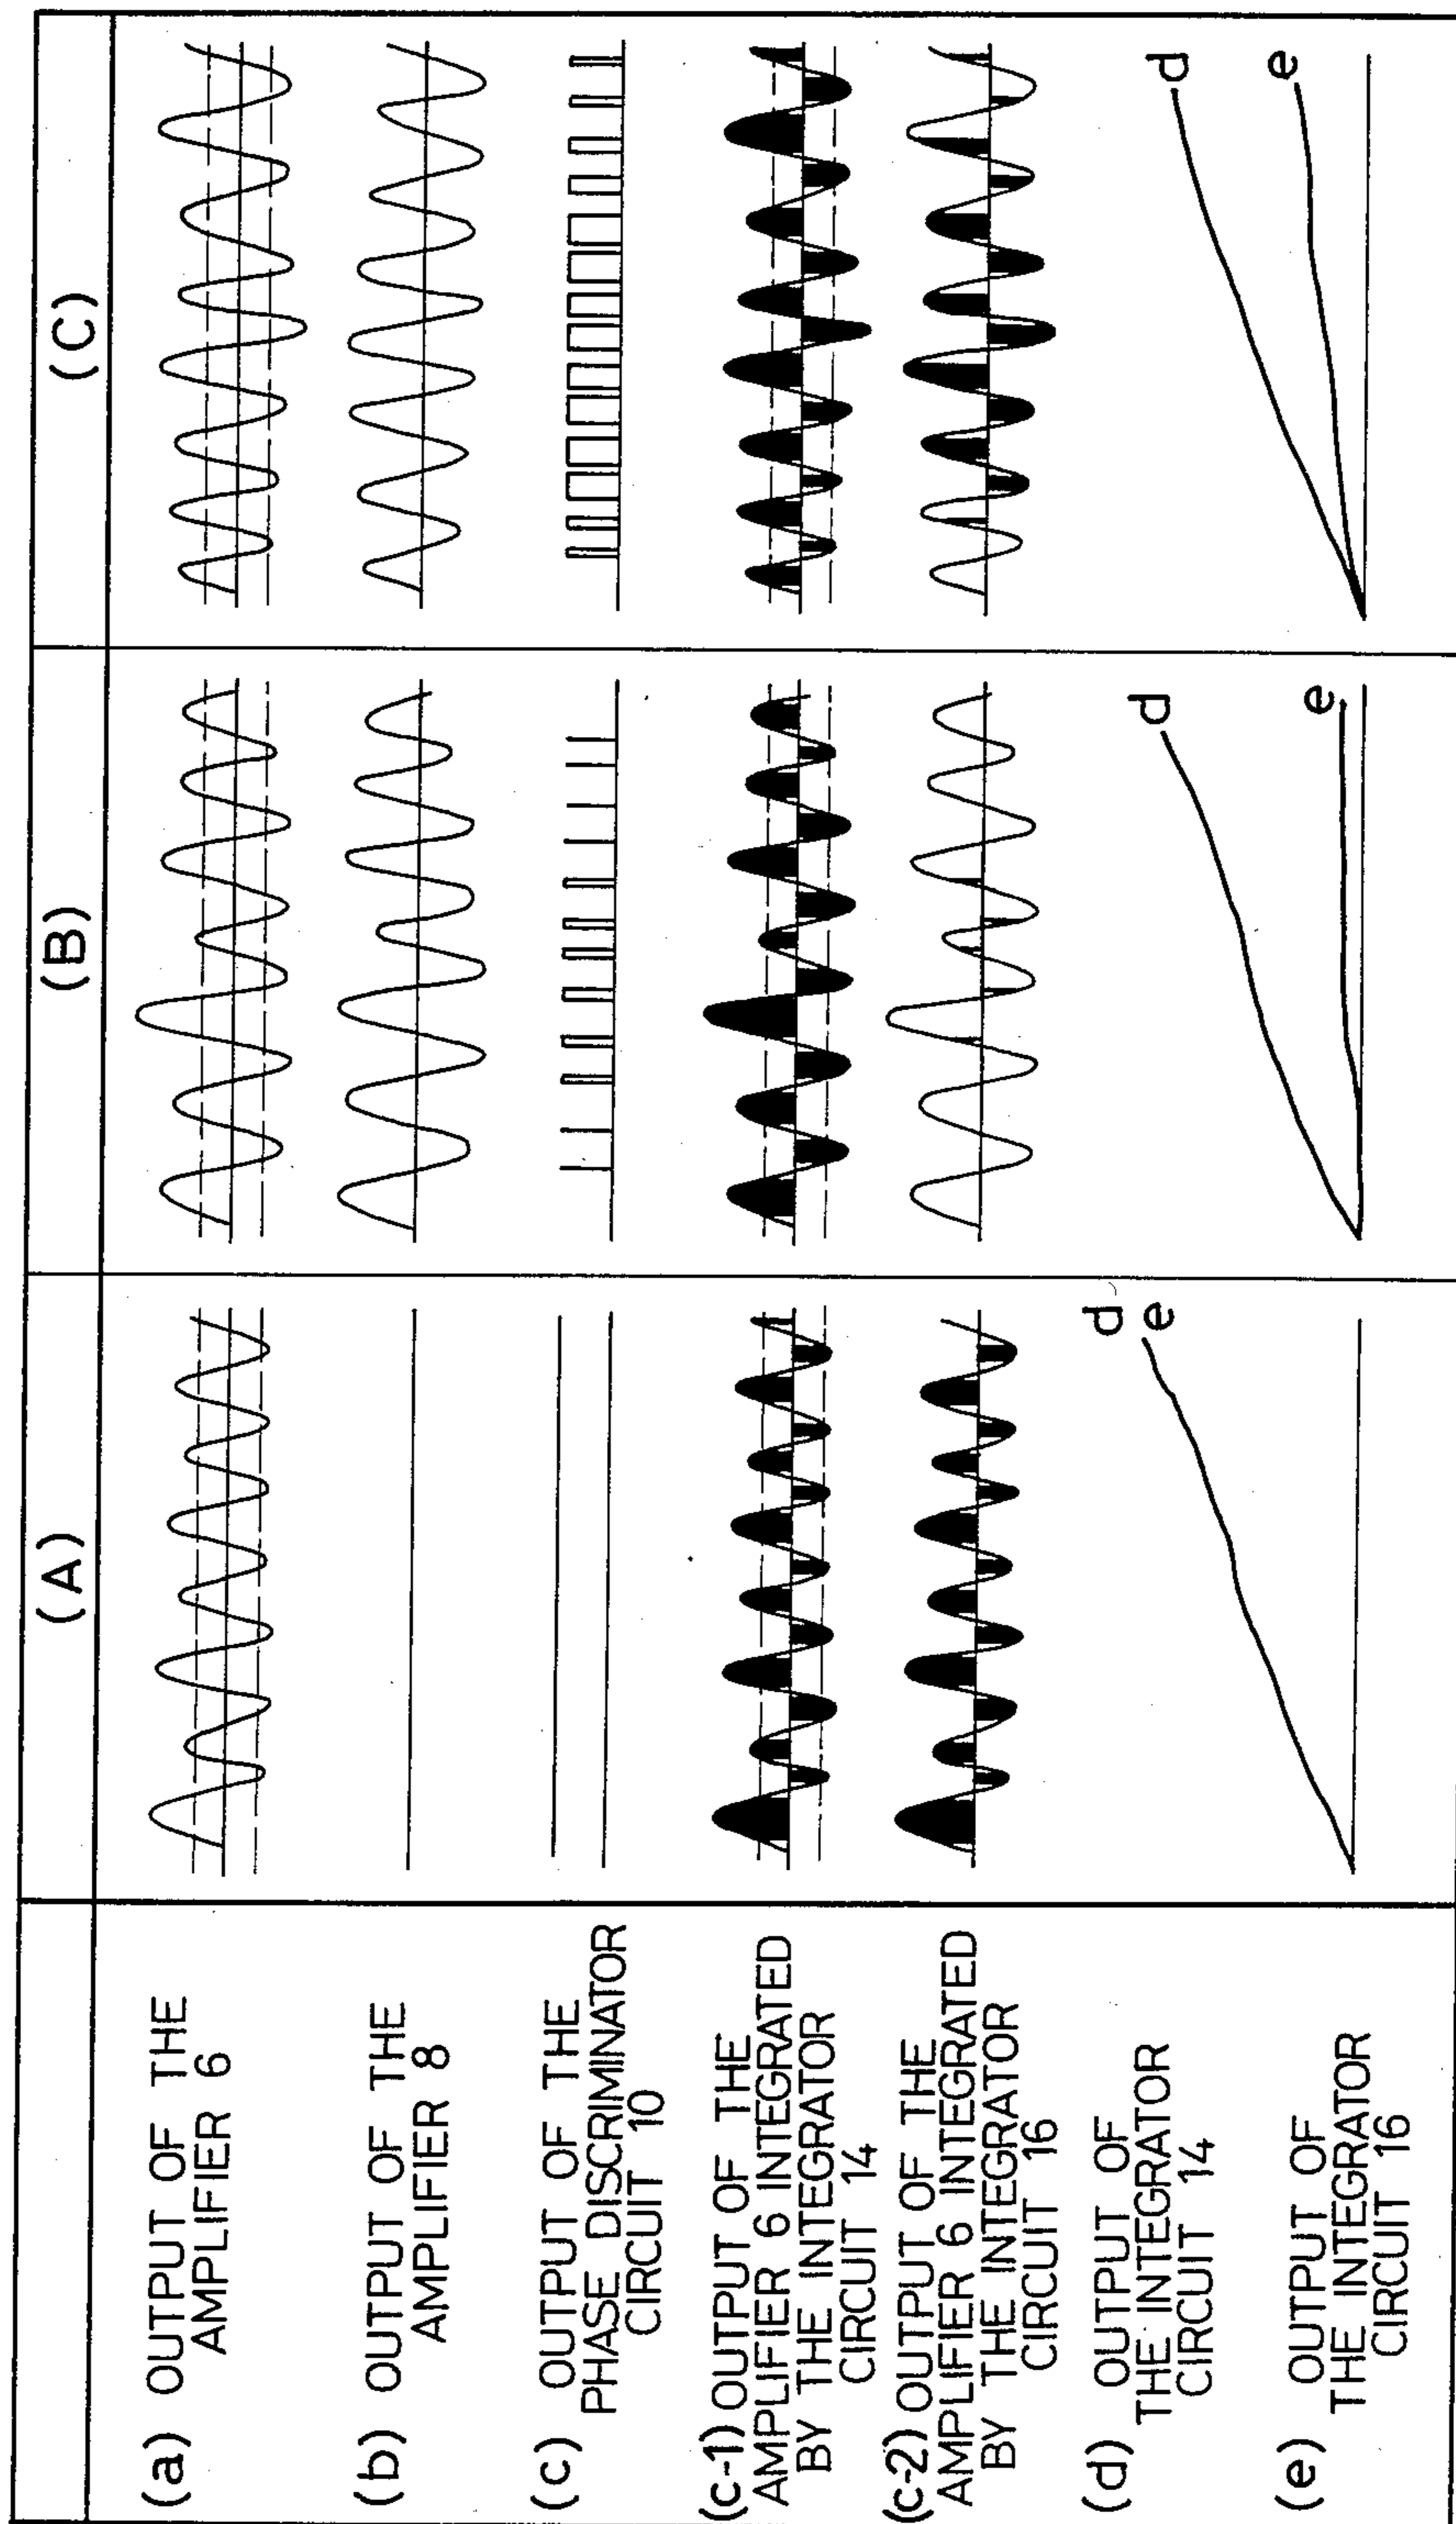 (A)
(B)
(C)
(a) OUTPUT OF THE
AMPLIFIER 6
(b) OUTPUT OF THE
AMPLIFIER 8
(c) OUTPUT OF THE
PHASE DISCRIMINATOR
CIRCUIT 10
(c-1) OUTPUT OF THE
AMPLIFIER 6 INTEGRATED
BY THE INTEGRATOR
CIRCUIT 14
(c-2) OUTPUT OF THE
AMPLIFIER 6 INTEGRATED
BY THE INTEGRATOR
CIRCUIT 16
(d) OUTPUT OF
THE INTEGRATOR
CIRCUIT 14
(e) OUTPUT OF
THE INTEGRATOR
CIRCUIT 16
d
e
d
e
d
e